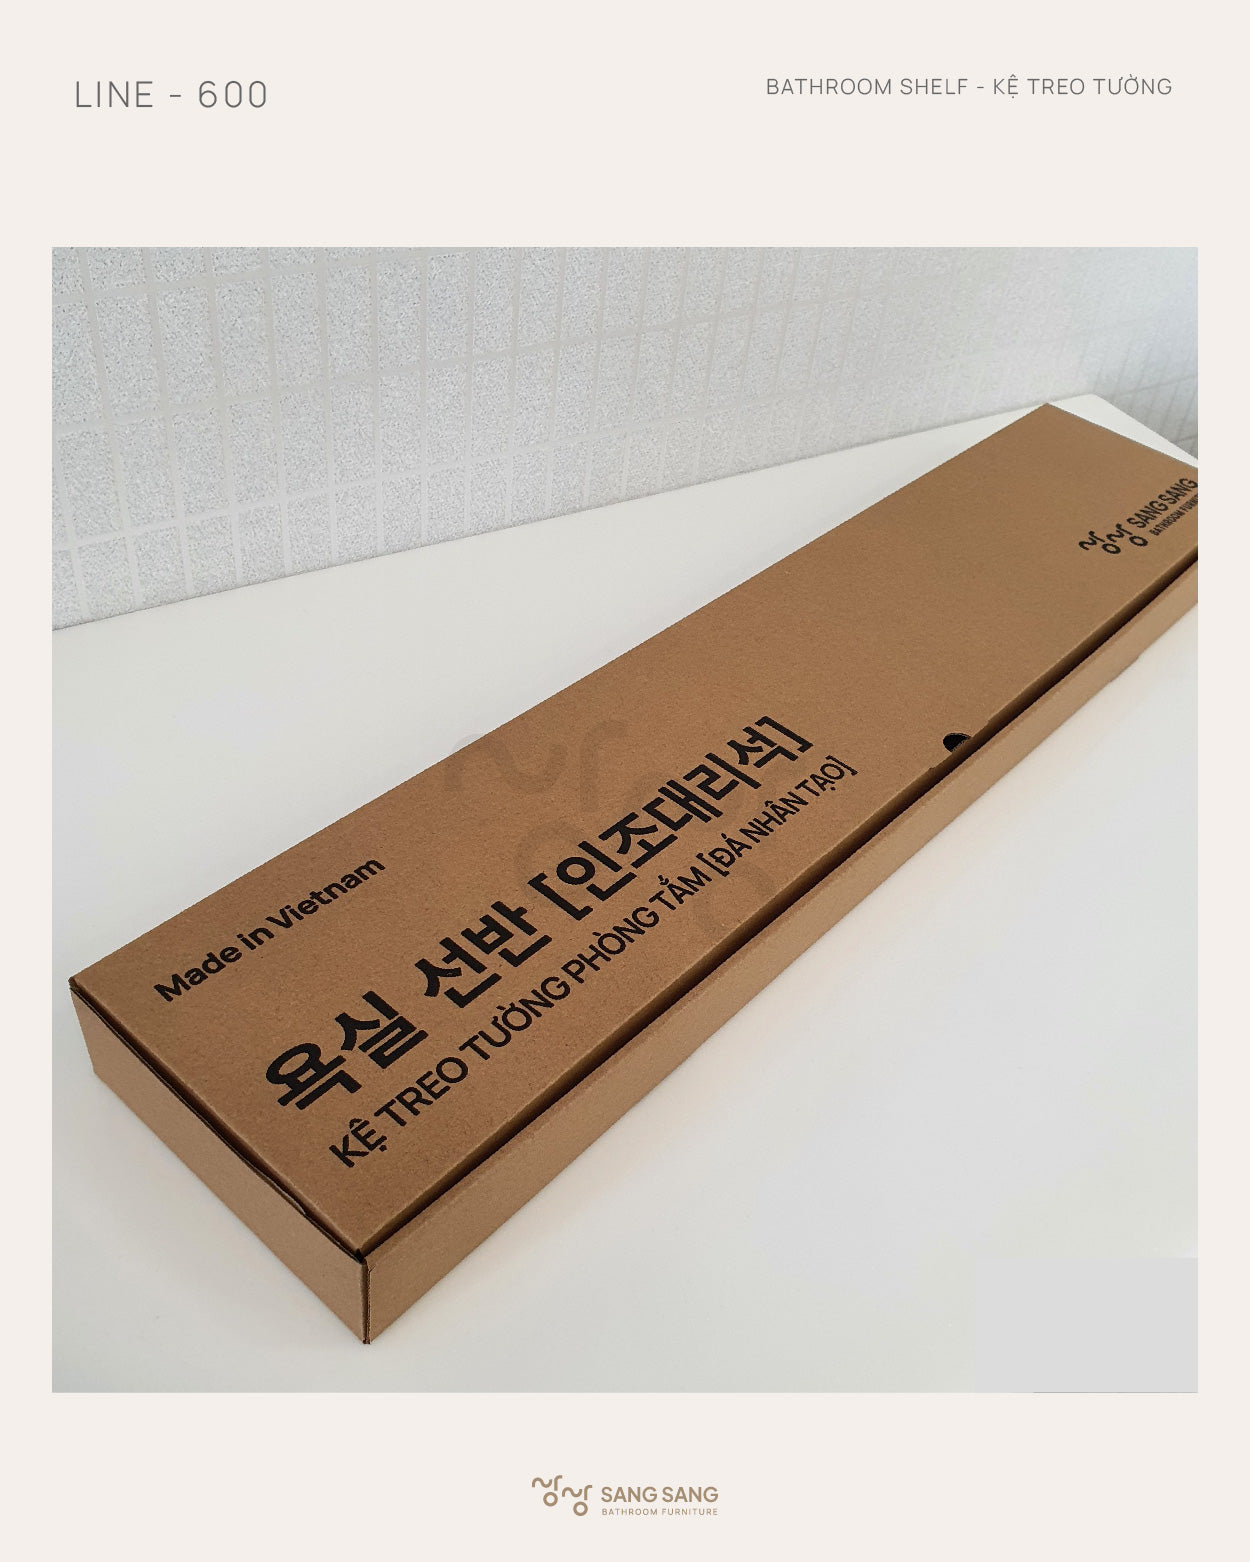 LINE - 600
BATHROOM SHELF - KỆ TREO TƯỜNG
SANG SANG
BATHROOM
Made in Vietnam
욕실 선반 [인조대리석]
KỆ TREO TƯỜNG PHÒNG TẮM [ĐÁ NHÂN TẠO]
SANG SANG
BATHROOM FURNITURE